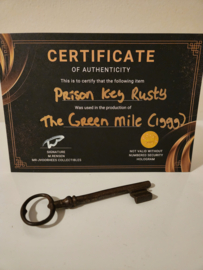 CERTIFICATE
OF AUTHENTICITY
This is to certify that the following item
Prison Key Rusty
Was used in the production of
The Green Mile (1999)
SIGNATURE
NOT VALID WITHOUT
NUMBERED SECURITY
HOLOGRAM